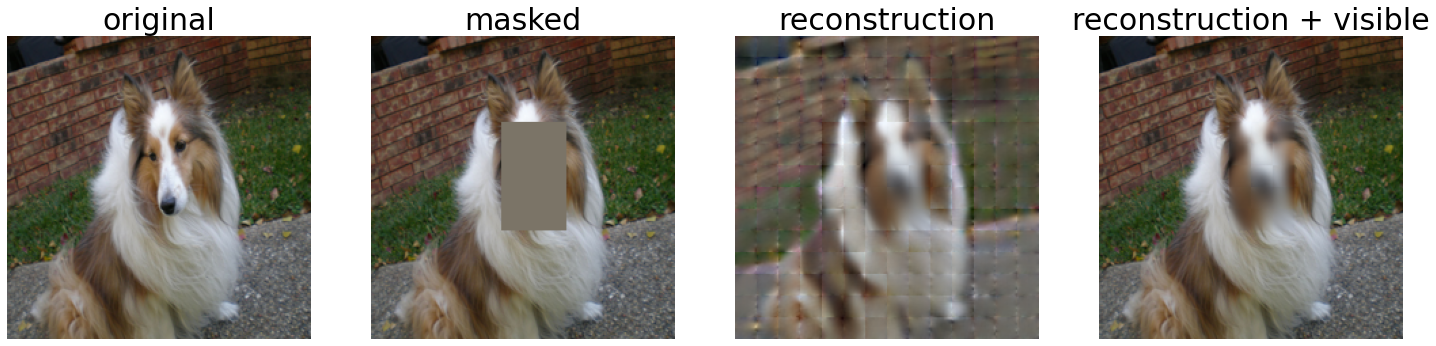 original
masked
reconstruction
reconstruction + visible